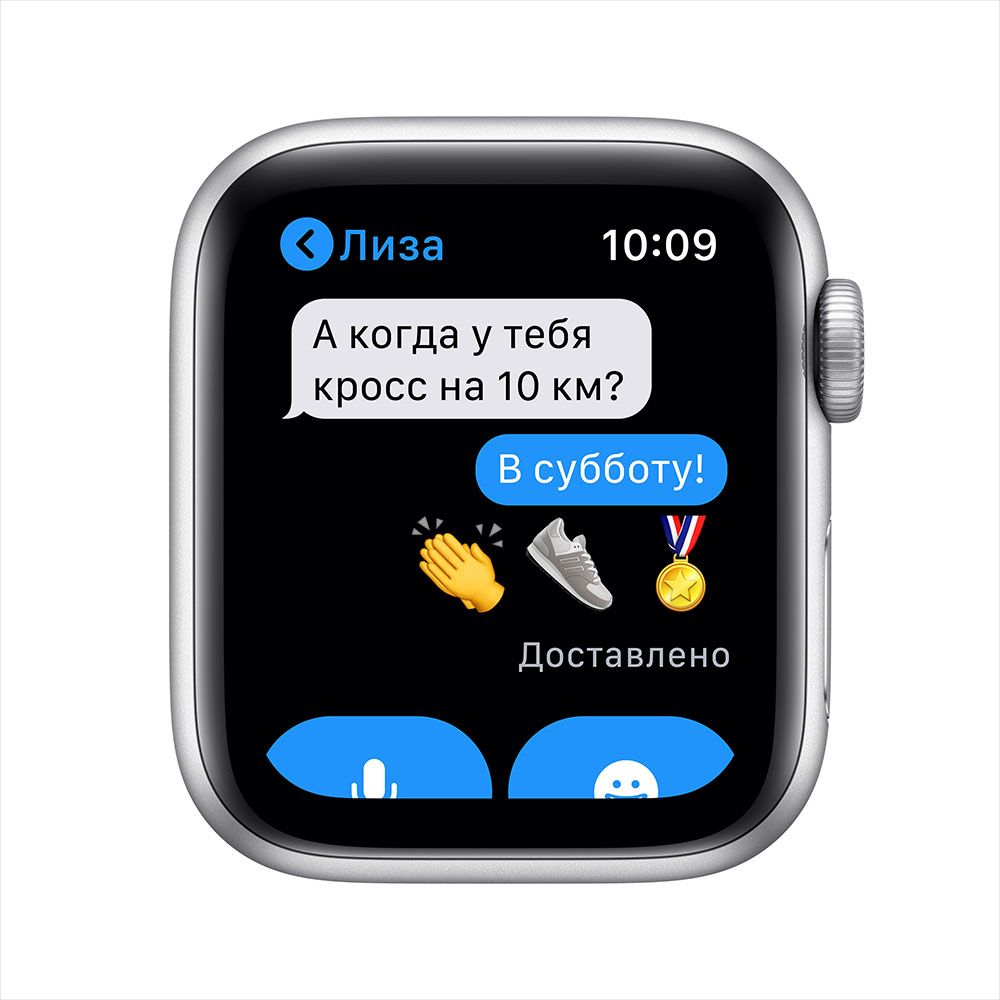 Лиза
10:09
А когда у тебя
кросс на 10 км?
В субботу!
Доставлено